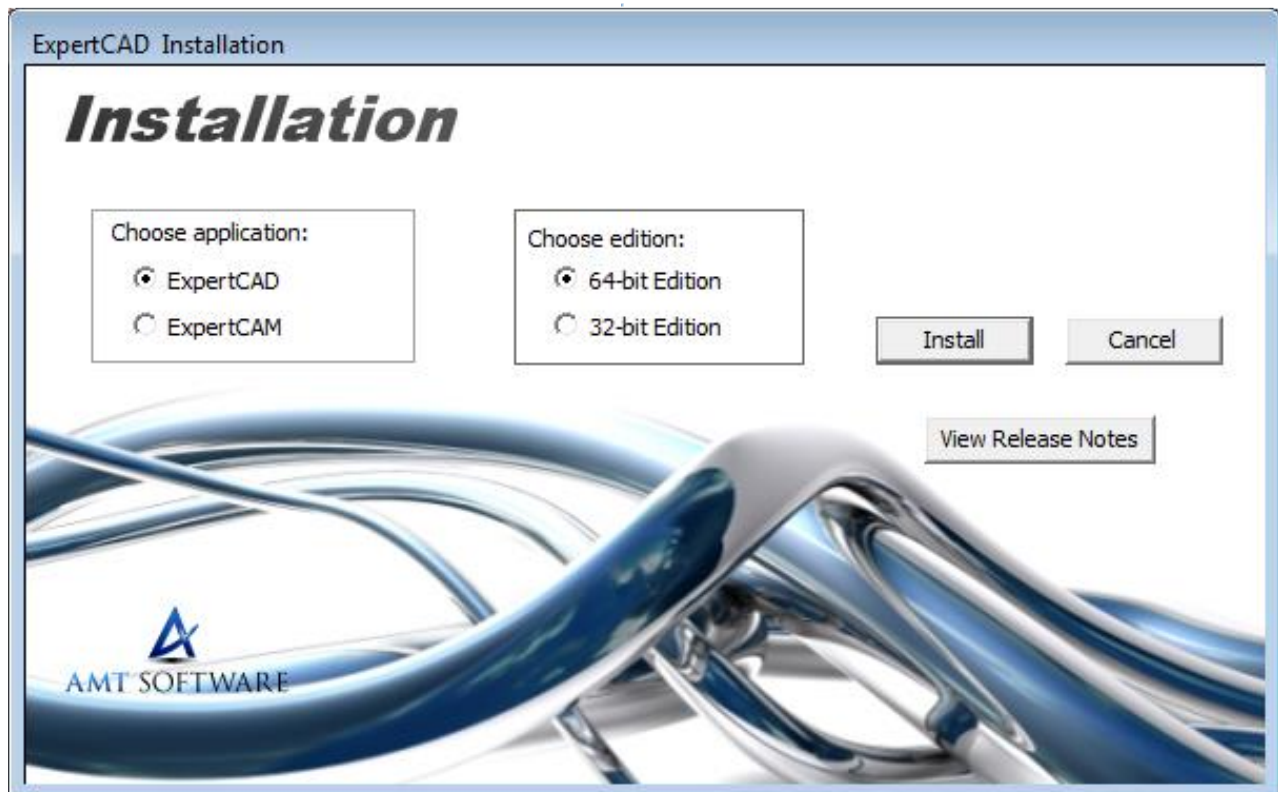 ExpertCAD Installation
Installation
Choose application:
ExpertCAD
ExpertCAM
Choose edition:
64-bit Edition
32-bit Edition
Install
Cancel
View Release Notes
AMT SOFTWARE